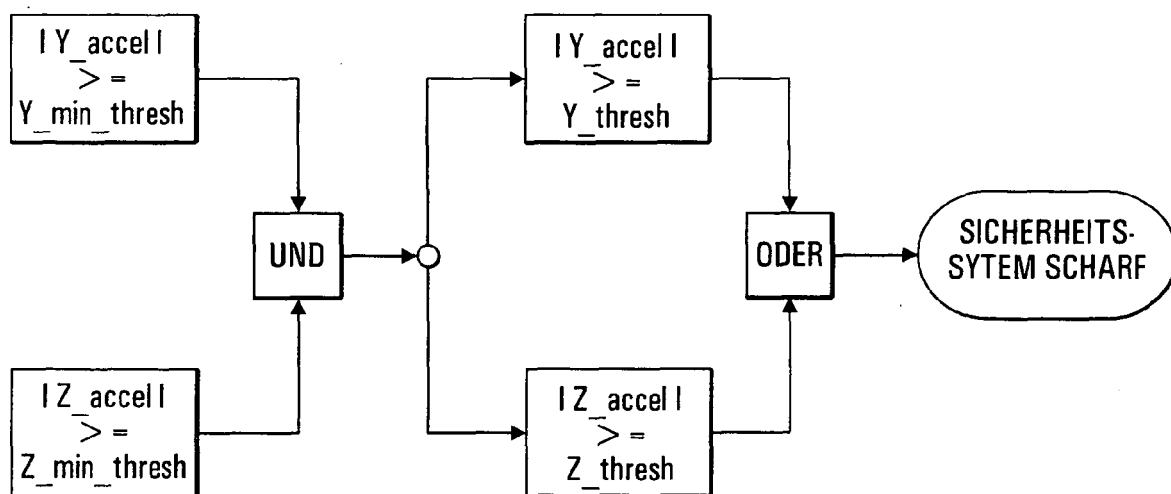 | Y_accel |
> =
Y_min_thresh
| Y_accel |
> =
Y_thresh
UND
ODER
SICHERHEITS-
SYTEM SCHARF
| Z_accel |
> =
Z_min_thresh
| Z_accel |
> =
Z_thresh